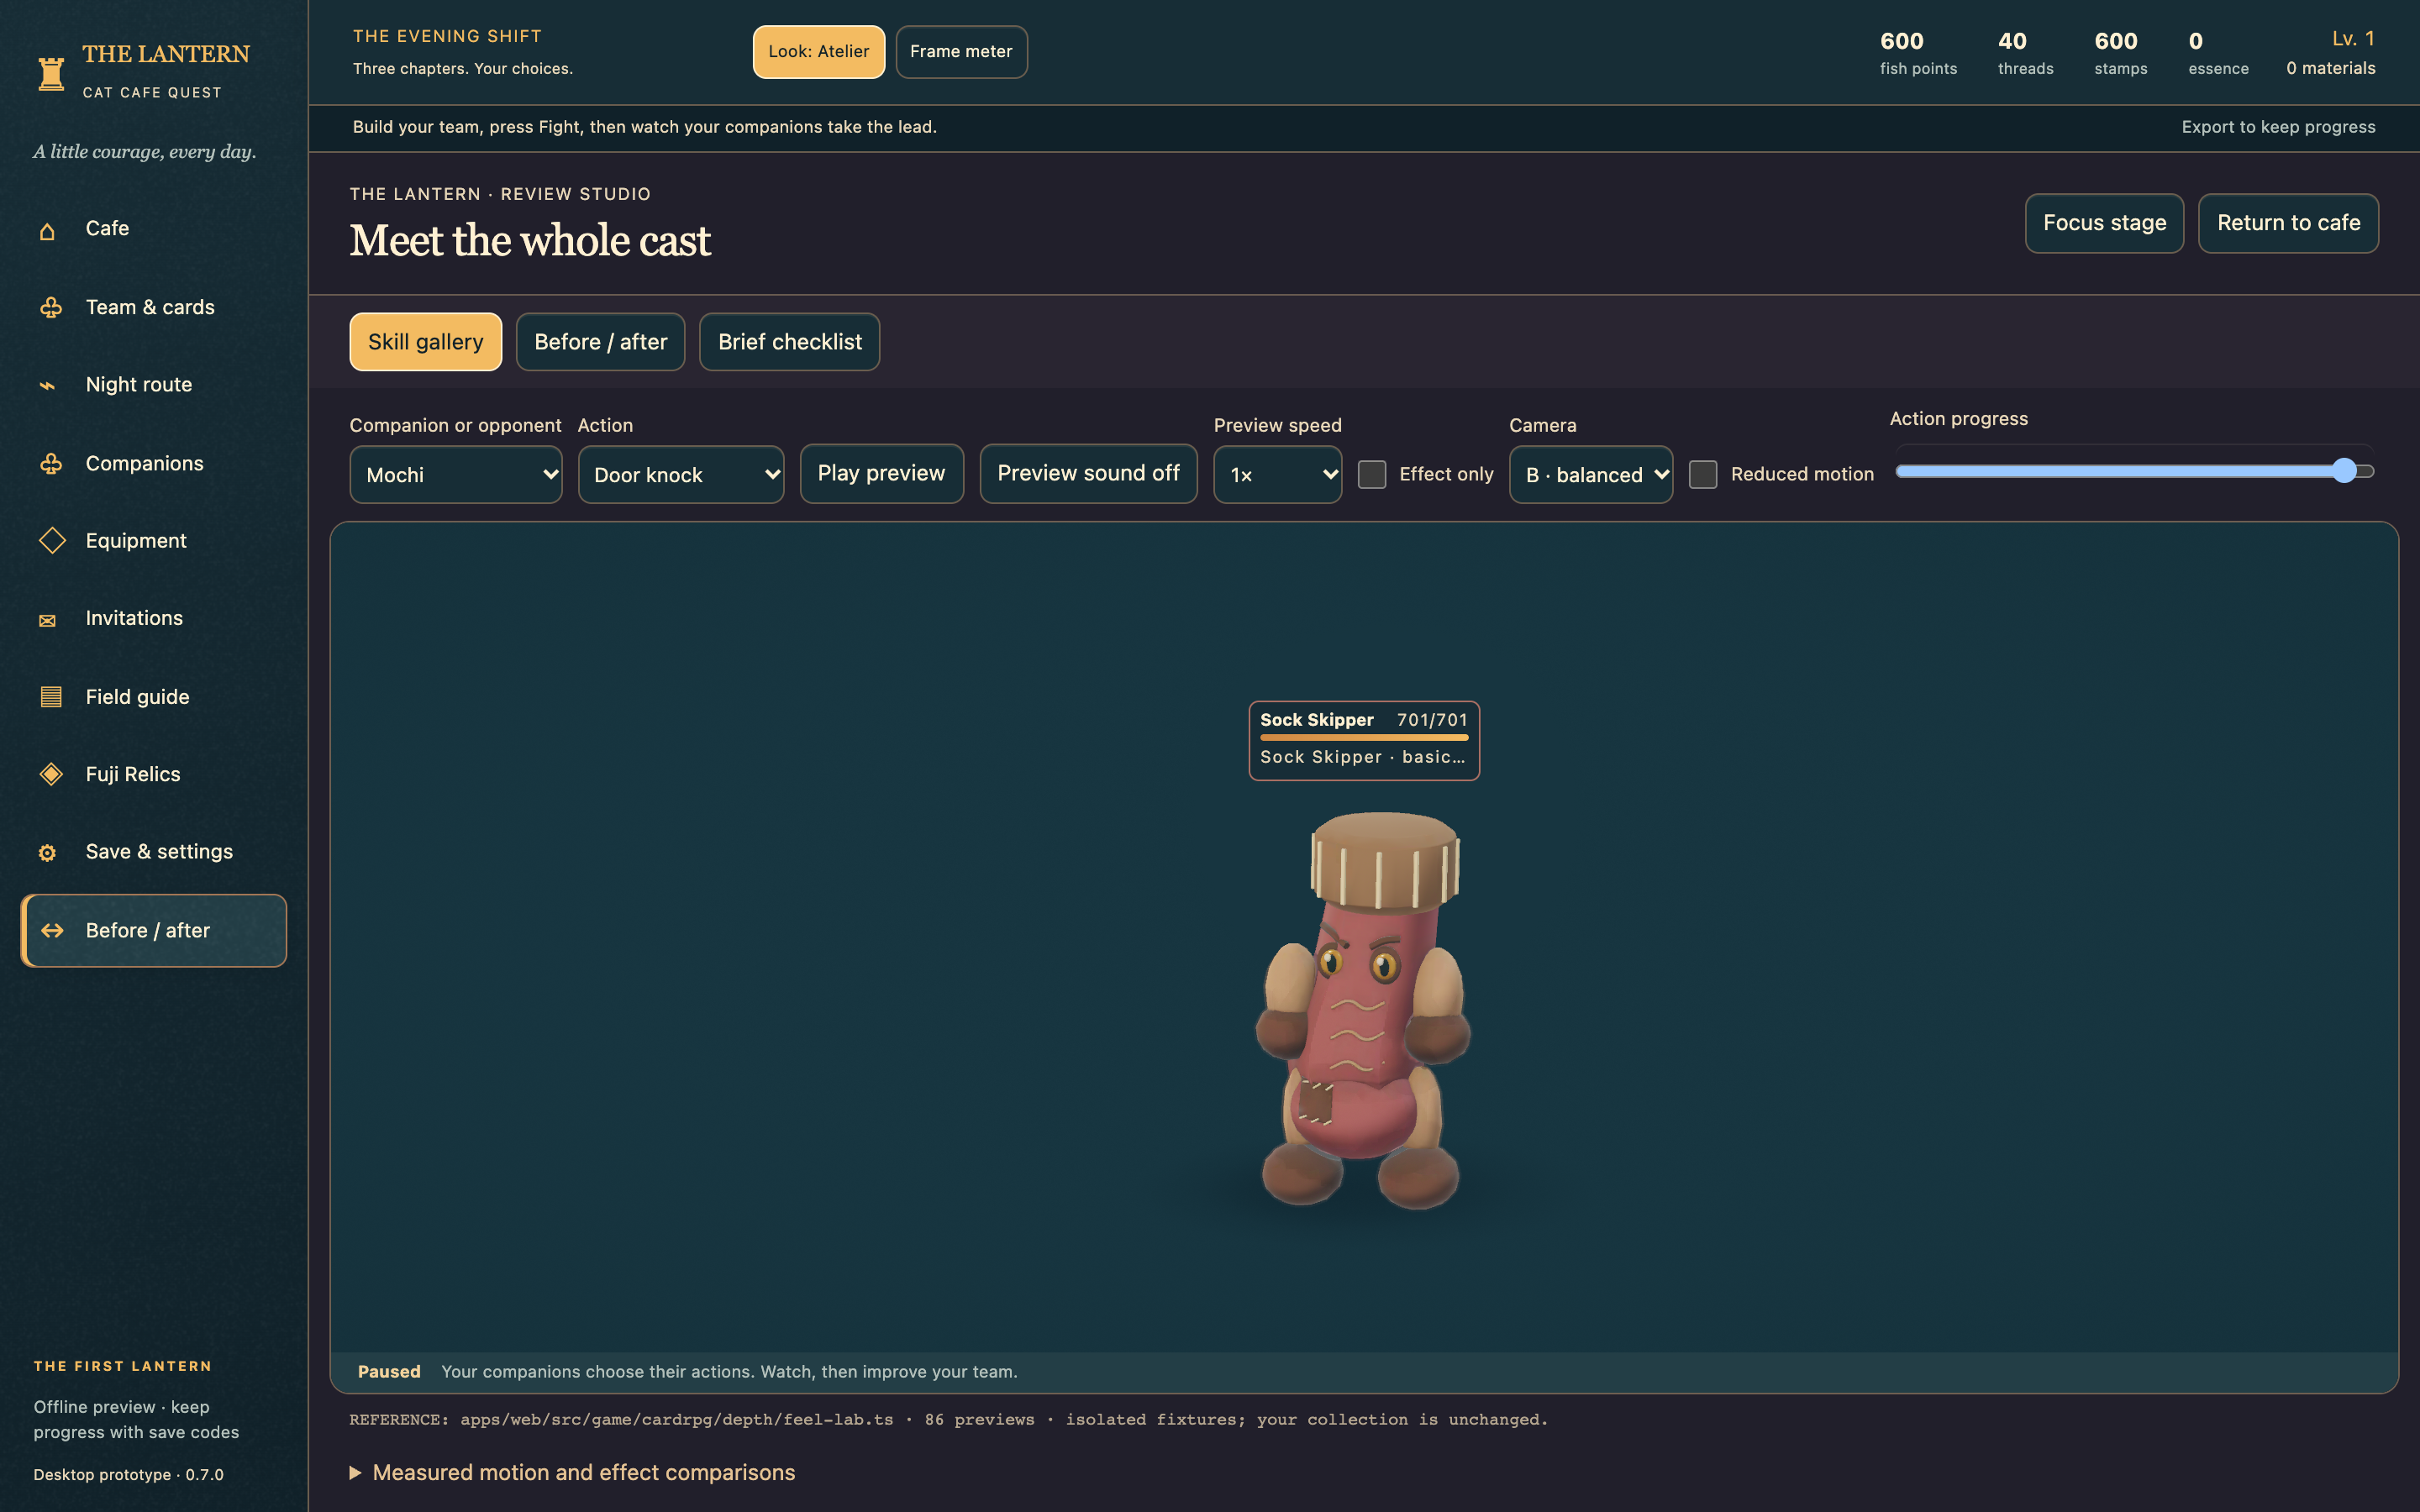 THE LANTERN
CAT CAFE QUEST
A little courage, every day.
Cafe
Team & cards
Night route
Companions
Equipment
Invitations
Field guide
Fuji Relics
Save & settings
Before / after
THE FIRST LANTERN
Offline preview · keep
progress with save codes
Desktop prototype · 0.7.0
THE EVENING SHIFT
Three chapters. Your choices.
Look: Atelier
Frame meter
600
fish points
40
threads
600
stamps
0
essence
Lv. 1
0 materials
Build your team, press Fight, then watch your companions take the lead.
Export to keep progress
THE LANTERN · REVIEW STUDIO
Meet the whole cast
Focus stage
Return to cafe
Skill gallery
Before / after
Brief checklist
Companion or opponent
Mochi
Action
Door knock
Play preview
Preview sound off
Preview speed
1×
Effect only
Camera
B · balanced
Reduced motion
Action progress
Sock Skipper 701/701
Sock Skipper · basic…
Paused Your companions choose their actions. Watch, then improve your team.
REFERENCE: apps/web/src/game/cardrpg/depth/feel-lab.ts · 86 previews · isolated fixtures; your collection is unchanged.
Measured motion and effect comparisons